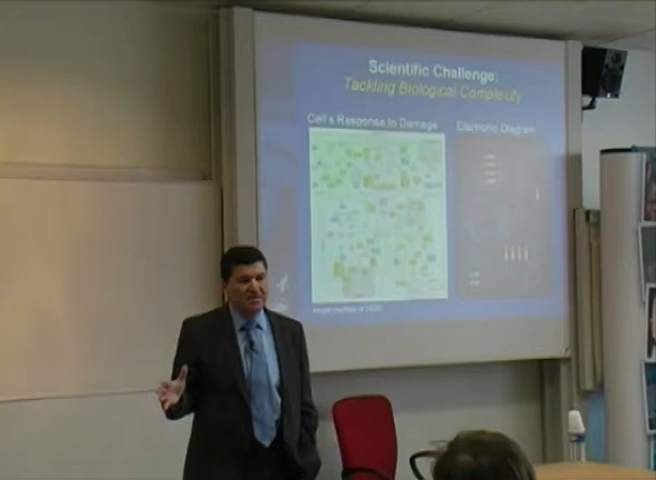 Scientific Challenge:
Tackling Biological Complexity
Cell's Response to Damage
Electronic Diagram